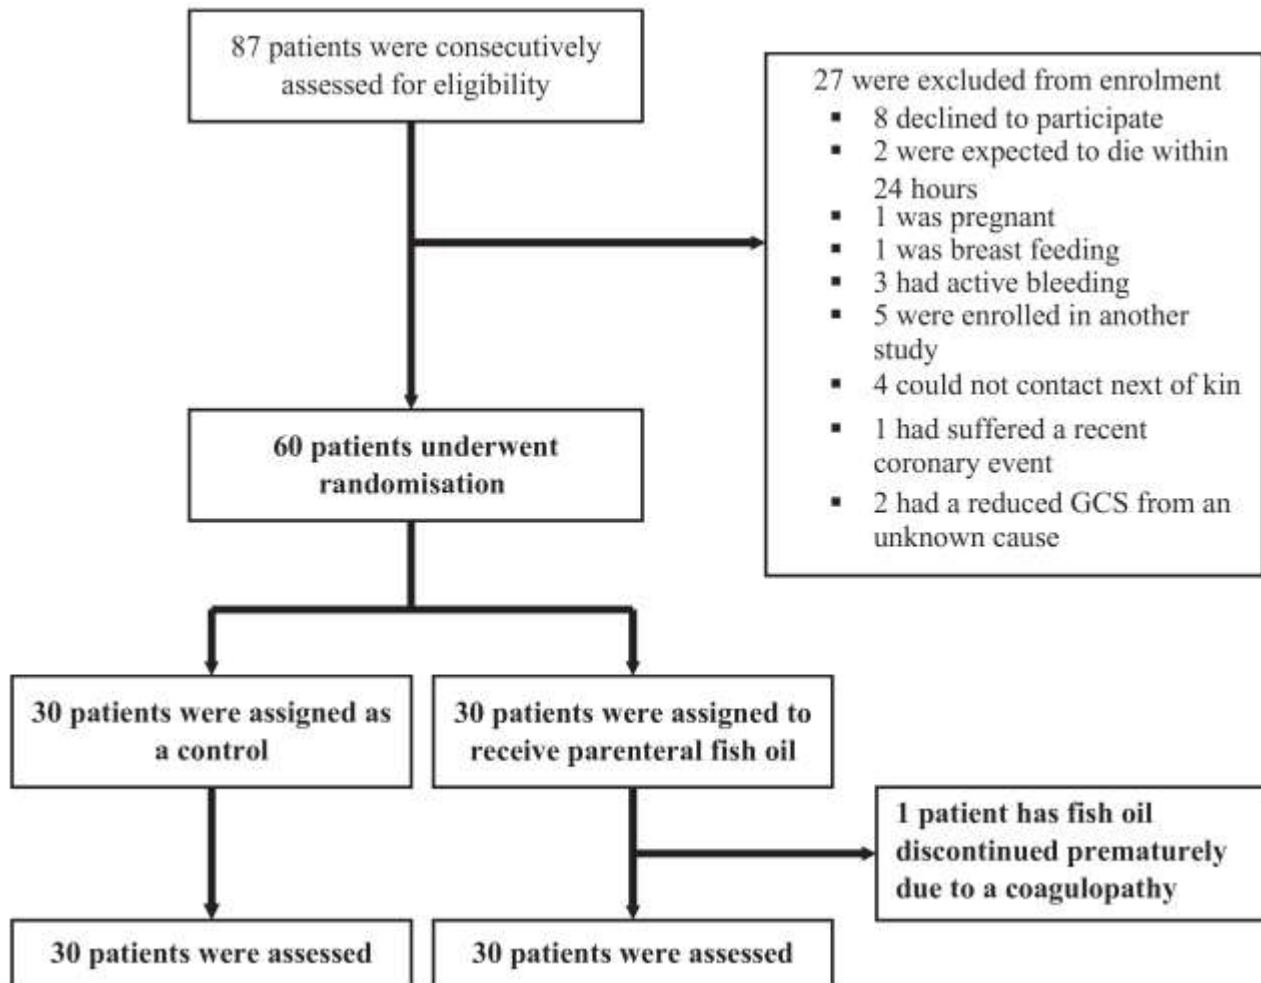 87 patients were consecutively
assessed for eligibility
27 were excluded from enrolment
▪ 8 declined to participate
▪ 2 were expected to die within
24 hours
▪ 1 was pregnant
▪ 1 was breast feeding
▪ 3 had active bleeding
▪ 5 were enrolled in another
study
▪ 4 could not contact next of kin
▪ 1 had suffered a recent
coronary event
▪ 2 had a reduced GCS from an
unknown cause
60 patients underwent
randomisation
30 patients were assigned as
a control
30 patients were assigned to
receive parenteral fish oil
1 patient has fish oil
discontinued prematurely
due to a coagulopathy
30 patients were assessed
30 patients were assessed